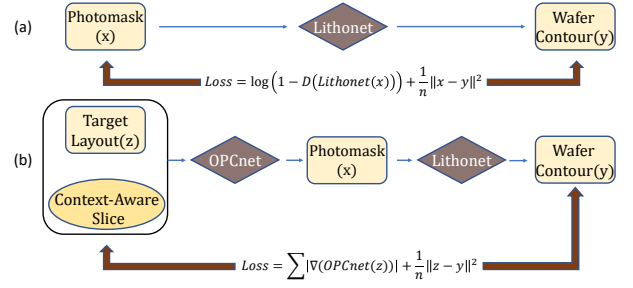 (a)
Photomask
(x)
Lithonet
Wafer
Contour(y)
Loss = log(1 − D(Lithonet(x))) + 1/n ‖x − y‖²
(b)
Target
Layout(z)
Context-Aware
Slice
OPCnet
Photomask
(x)
Lithonet
Wafer
Contour(y)
Loss = ∑|∇(OPCnet(z))| + 1/n ‖z − y‖²